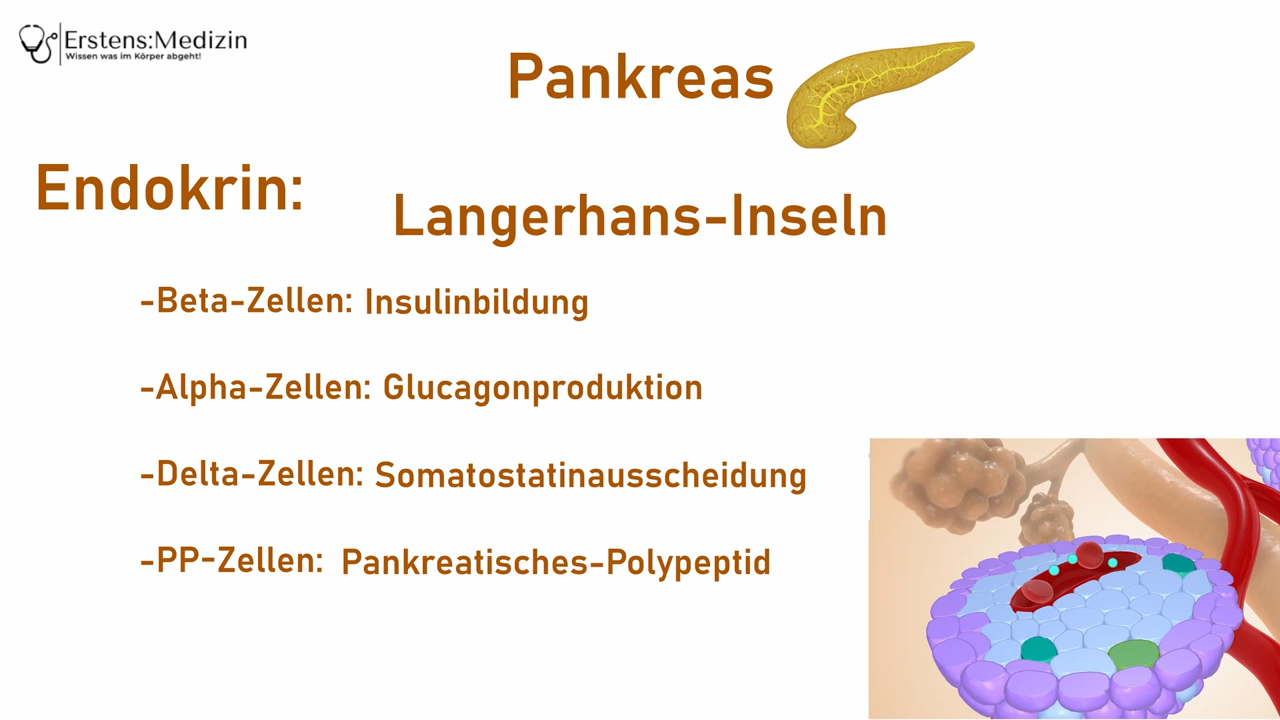 Erstens:Medizin
Wissen was im Körper abgeht!
Pankreas
Endokrin:
Langerhans-Inseln
-Beta-Zellen: Insulinbildung
-Alpha-Zellen: Glucagonproduktion
-Delta-Zellen: Somatostatinausscheidung
-PP-Zellen: Pankreatisches-Polypeptid